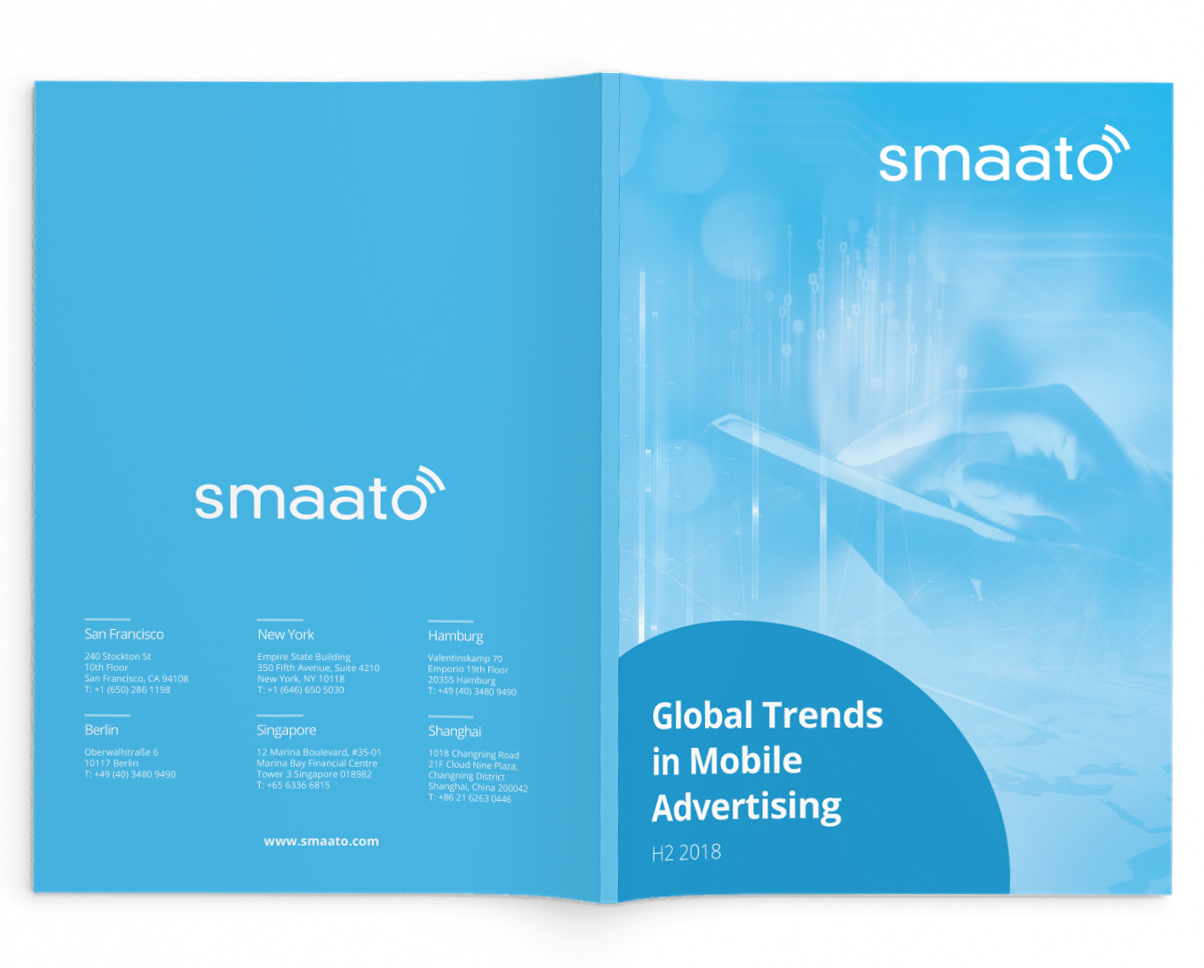 smaato
San Francisco
240 Stockton St
10th Floor
San Francisco, CA 94108
T: +1 (650) 286 1198
New York
Empire State Building
350 Fifth Avenue, Suite 4210
New York, NY 10118
T: +1 (646) 650 5030
Hamburg
Valentinskamp 70
Emporio 19th Floor
20355 Hamburg
T: +49 (40) 3480 9490
Berlin
Oberwallstraße 6
10117 Berlin
T: +49 (40) 3480 9490
Singapore
12 Marina Boulevard, #35-01
Marina Bay Financial Centre
Tower 3 Singapore 018982
T: +65 6336 6815
Shanghai
1018 Changning Road
21F Cloud Nine Plaza,
Changning District
Shanghai, China 200042
T: +86 21 6263 0446
www.smaato.com
smaato
Global Trends
in Mobile
Advertising
H2 2018